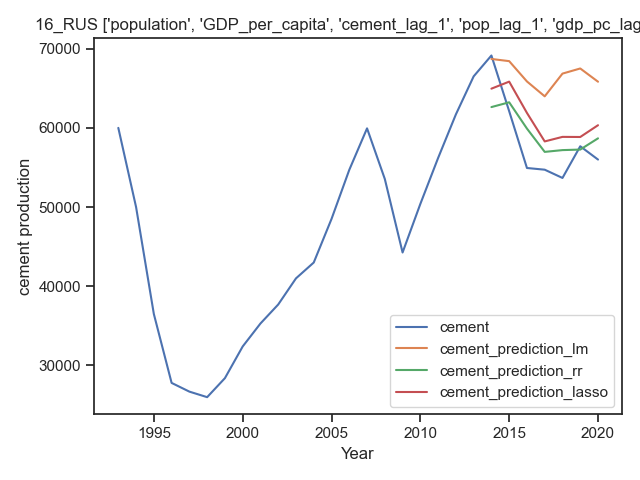 16_RUS ['population', 'GDP_per_capita', 'cement_lag_1', 'pop_lag_1', 'gdp_pc_lag
70000
60000
50000
40000
30000
cement production
cement
cement_prediction_lm
cement_prediction_rr
cement_prediction_lasso
1995 2000 2005 2010 2015 2020
Year